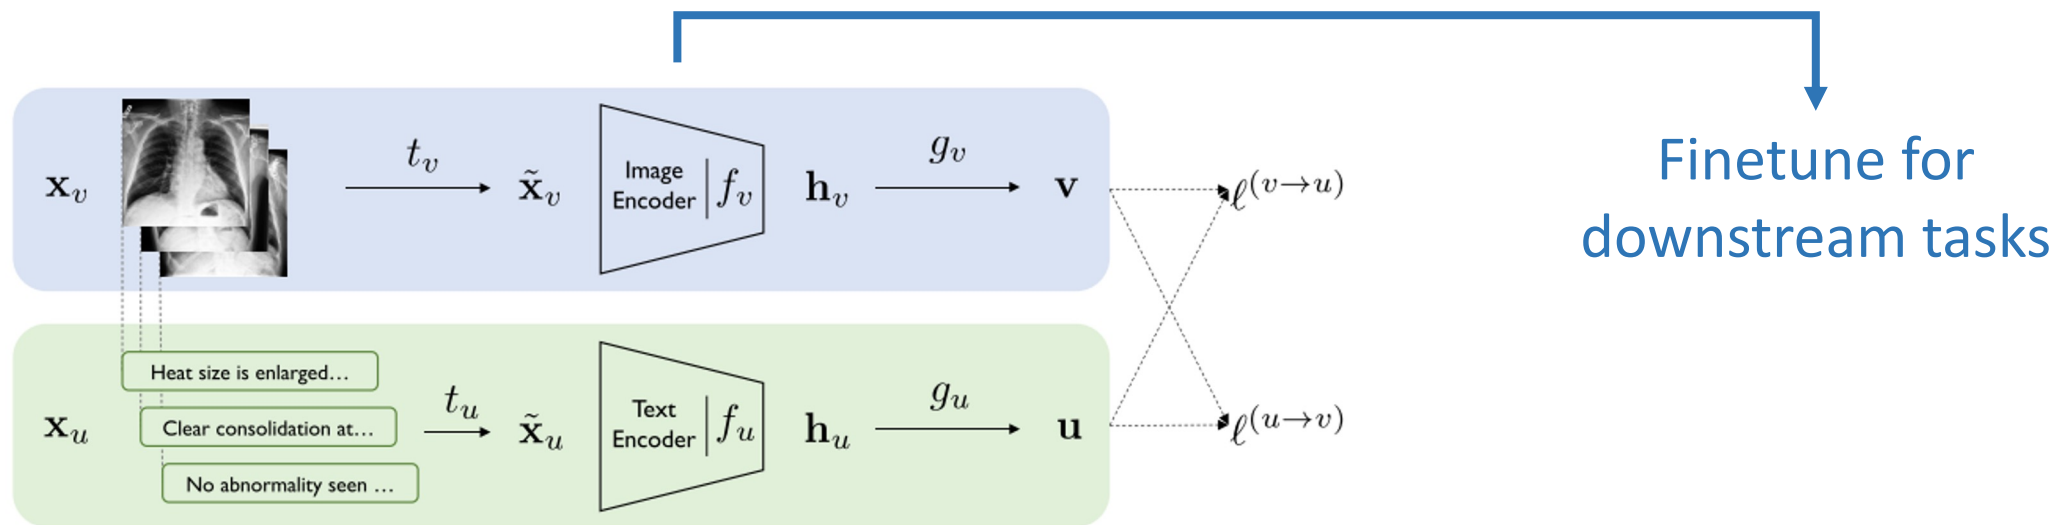 x_v
t_v
x̃_v
Image
Encoder
f_v
h_v
g_v
v
ℓ^(v→u)
Finetune for
downstream tasks
x_u
Heat size is enlarged...
Clear consolidation at...
No abnormality seen ...
t_u
x̃_u
Text
Encoder
f_u
h_u
g_u
u
ℓ^(u→v)